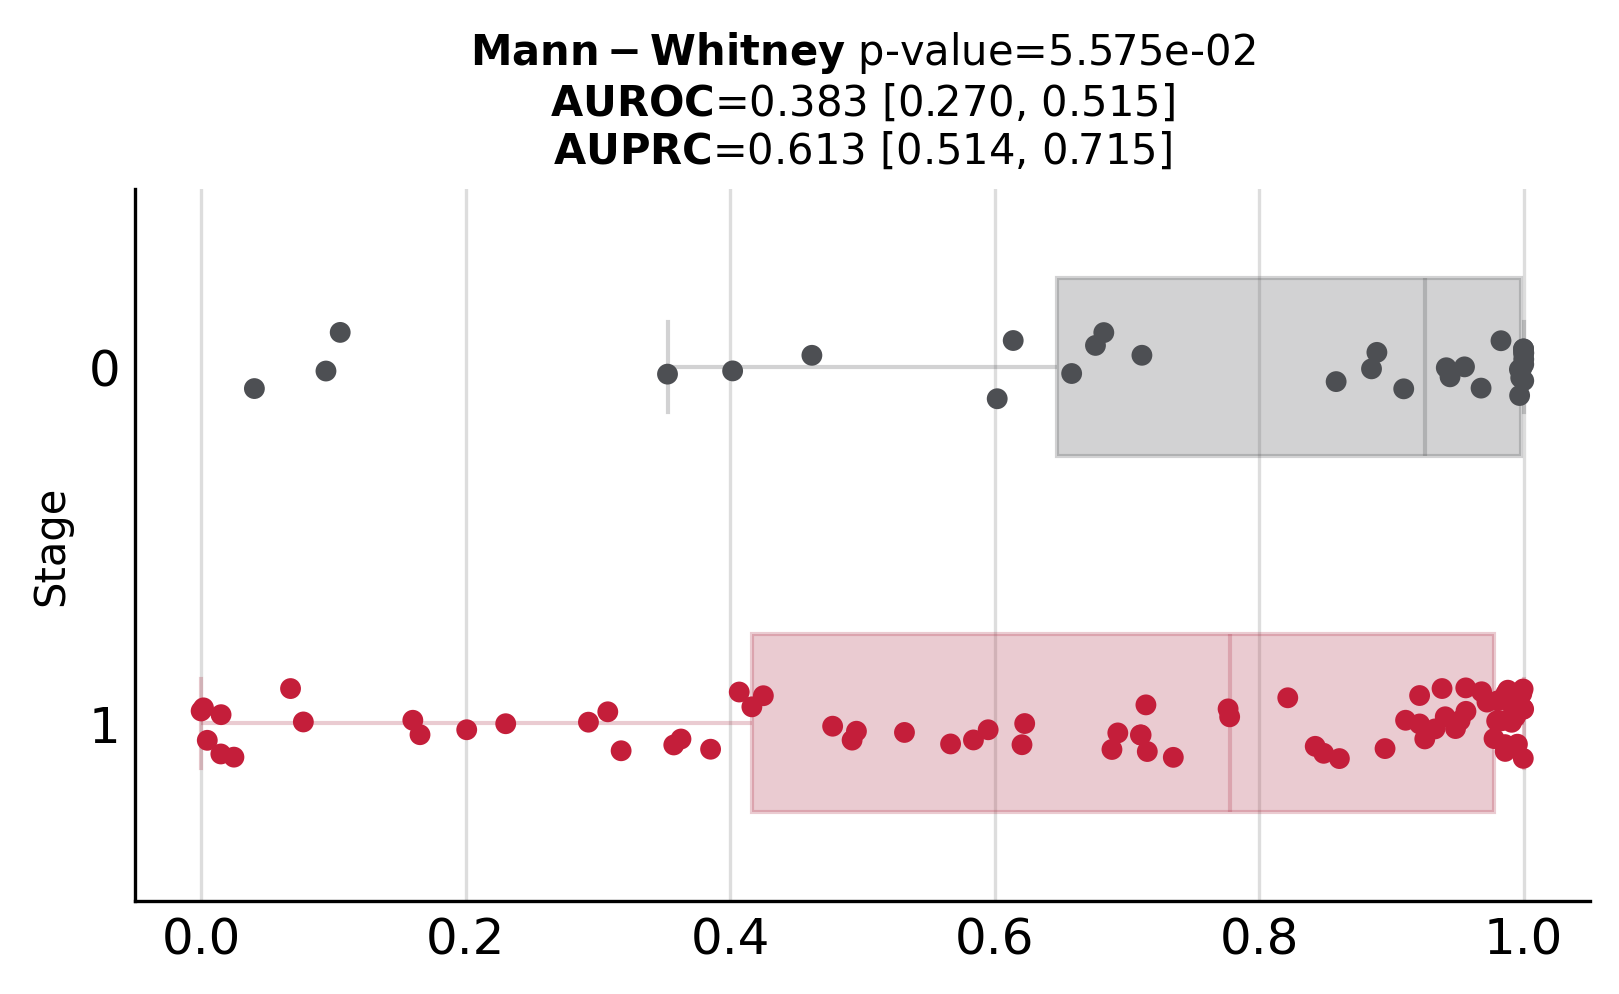 Mann − Whitney p-value=5.575e-02
AUROC=0.383 [0.270, 0.515]
AUPRC=0.613 [0.514, 0.715]
0
Stage
1
0.0 0.2 0.4 0.6 0.8 1.0